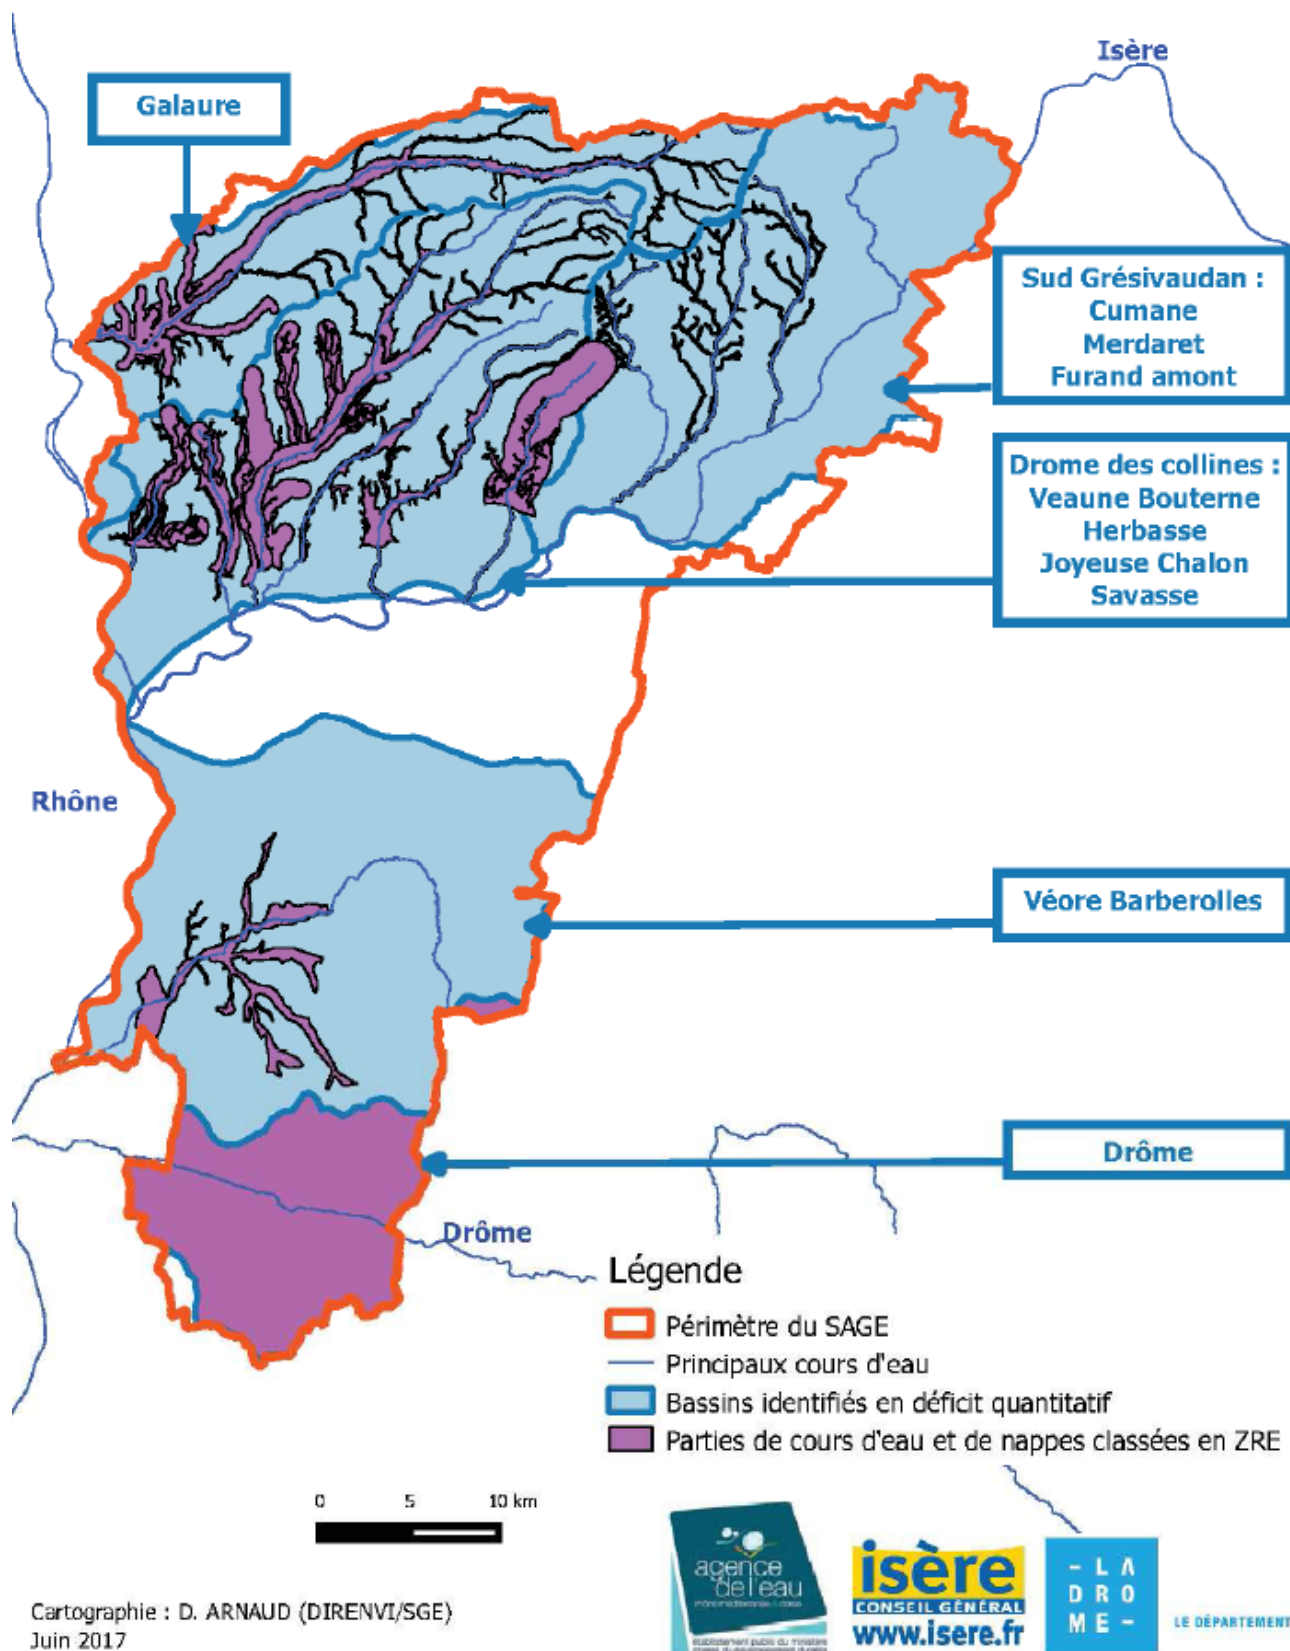 Isère
Galaure
Sud Grésivaudan :
Cumane
Merdaret
Furand amont
Drome des collines :
Veaune Bouterne
Herbasse
Joyeuse Chalon
Savasse
Rhône
Véore Barberolles
Drôme
Drôme
Légende
Périmètre du SAGE
Principaux cours d'eau
Bassins identifiés en déficit quantitatif
Parties de cours d'eau et de nappes classées en ZRE
0 5 10 km
agence
de l'eau
isère
CONSEIL GÉNÉRAL
www.isere.fr
- L A
D R O
M E -
LE DÉPARTEMENT
Cartographie : D. ARNAUD (DIRENVI/SGE)
Juin 2017